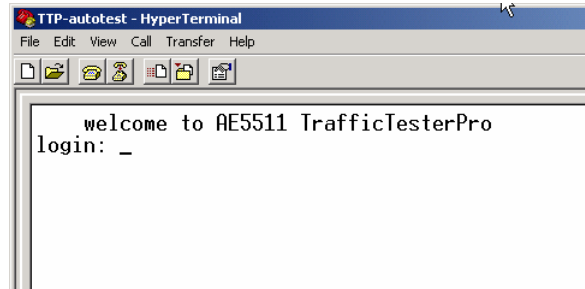 TTP-autotest - HyperTerminal
File Edit View Call Transfer Help
welcome to AE5511 TrafficTesterPro
login: _